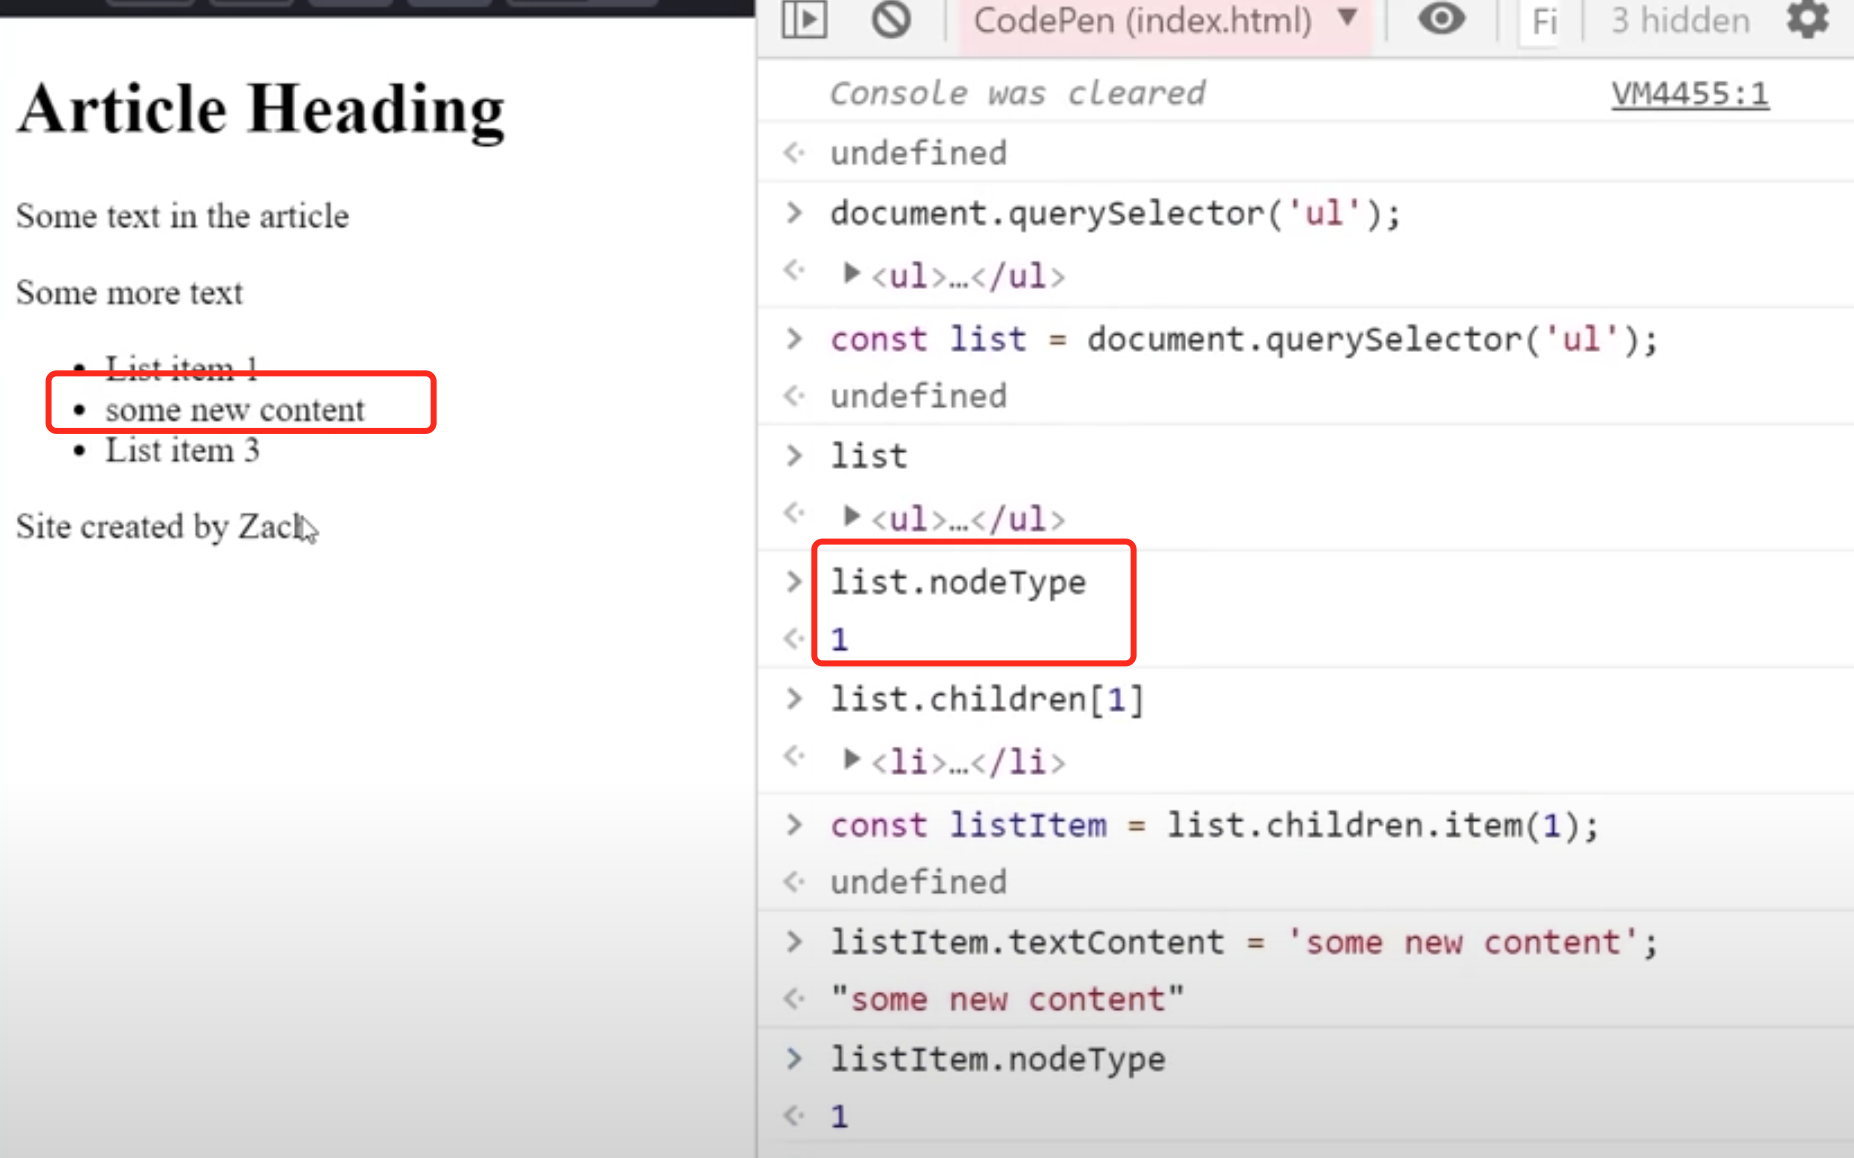 Article Heading
Some text in the article
Some more text
• List item 1
• some new content
• List item 3
Site created by Zach
CodePen (index.html) ▼
Fi
3 hidden
Console was cleared
VM4455:1
undefined
document.querySelector('ul');
<ul>…</ul>
const list = document.querySelector('ul');
undefined
list
<ul>…</ul>
list.nodeType
1
list.children[1]
<li>…</li>
const listItem = list.children.item(1);
undefined
listItem.textContent = 'some new content';
"some new content"
listItem.nodeType
1